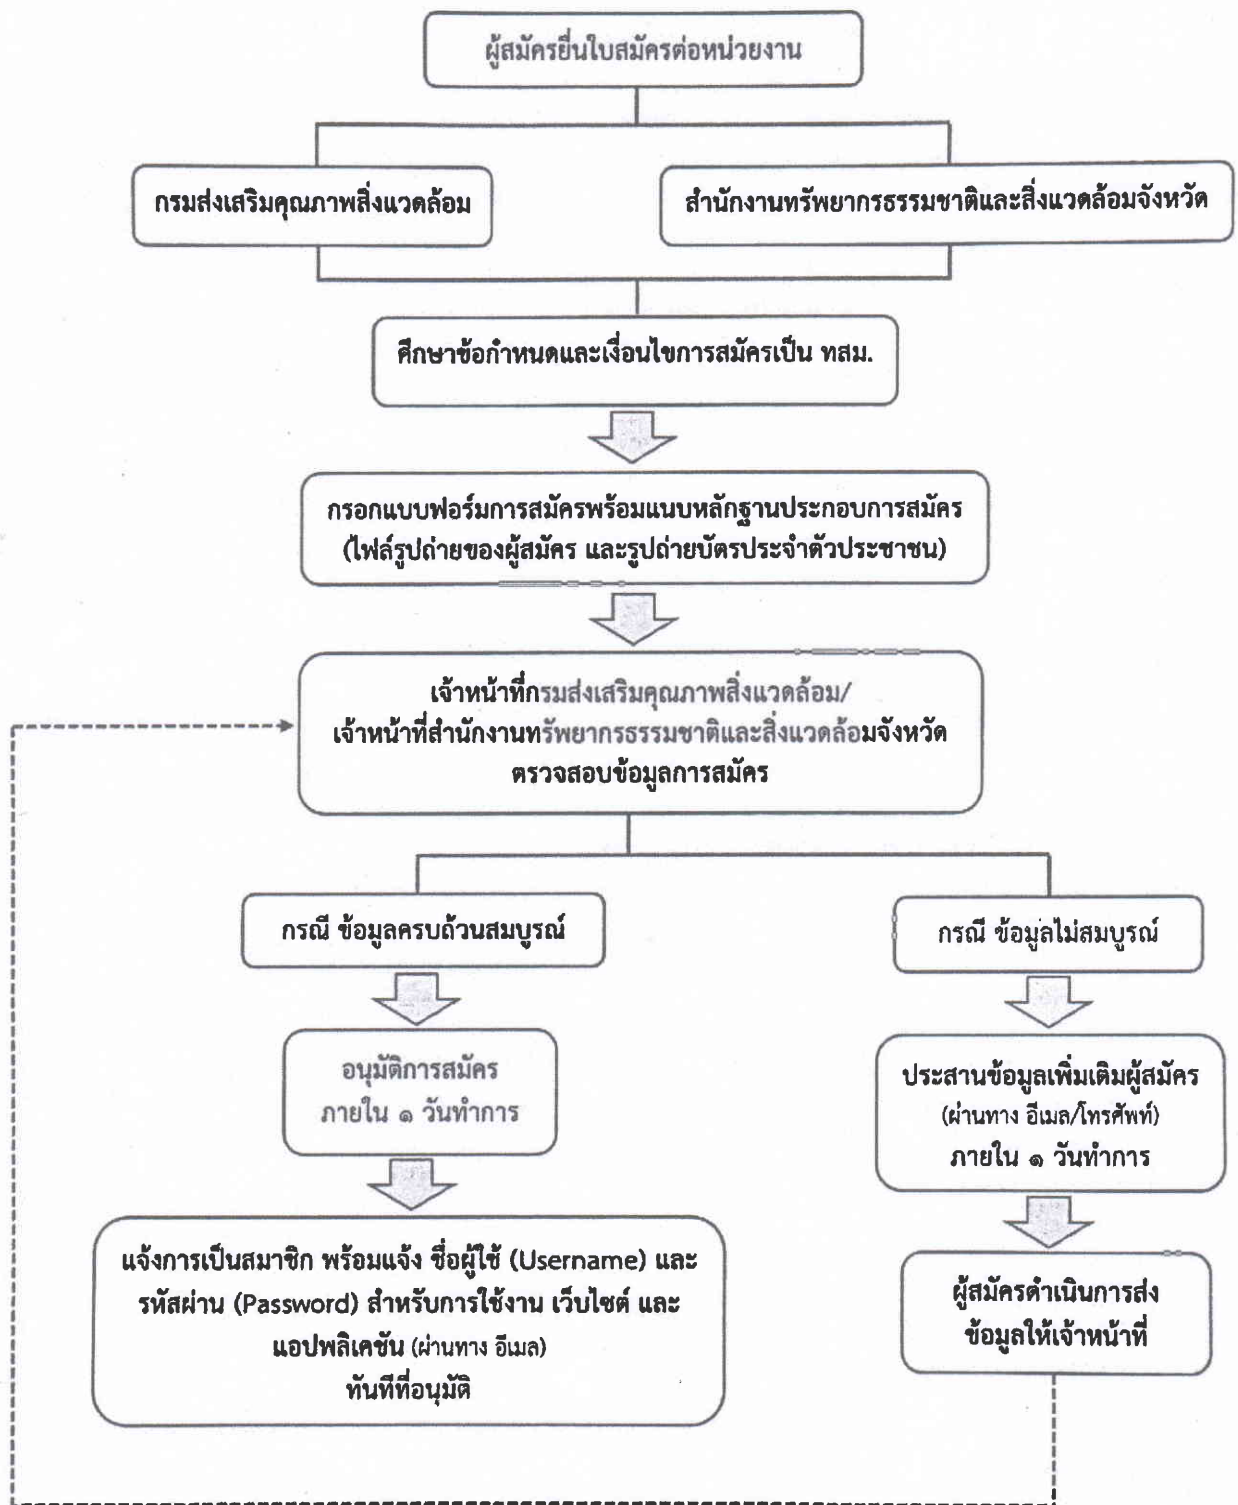 ผู้สมัครยื่นใบสมัครต่อหน่วยงาน
กรมส่งเสริมคุณภาพสิ่งแวดล้อม
สำนักงานทรัพยากรธรรมชาติและสิ่งแวดล้อมจังหวัด
ศึกษาข้อกำหนดและเงื่อนไขการสมัครเป็น ทสม.
กรอกแบบฟอร์มการสมัครพร้อมแนบหลักฐานประกอบการสมัคร
(ไฟล์รูปถ่ายของผู้สมัคร และรูปถ่ายบัตรประจำตัวประชาชน)
เจ้าหน้าที่กรมส่งเสริมคุณภาพสิ่งแวดล้อม/
เจ้าหน้าที่สำนักงานทรัพยากรธรรมชาติและสิ่งแวดล้อมจังหวัด
ตรวจสอบข้อมูลการสมัคร
กรณี ข้อมูลครบถ้วนสมบูรณ์
อนุมัติการสมัคร
ภายใน ๑ วันทำการ
แจ้งการเป็นสมาชิก พร้อมแจ้ง ชื่อผู้ใช้ (Username) และ
รหัสผ่าน (Password) สำหรับการใช้งาน เว็บไซต์ และ
แอปพลิเคชัน (ผ่านทาง อีเมล)
ทันทีที่อนุมัติ
กรณี ข้อมูลไม่สมบูรณ์
ประสานข้อมูลเพิ่มเติมผู้สมัคร
(ผ่านทาง อีเมล/โทรศัพท์)
ภายใน ๑ วันทำการ
ผู้สมัครดำเนินการส่ง
ข้อมูลให้เจ้าหน้าที่